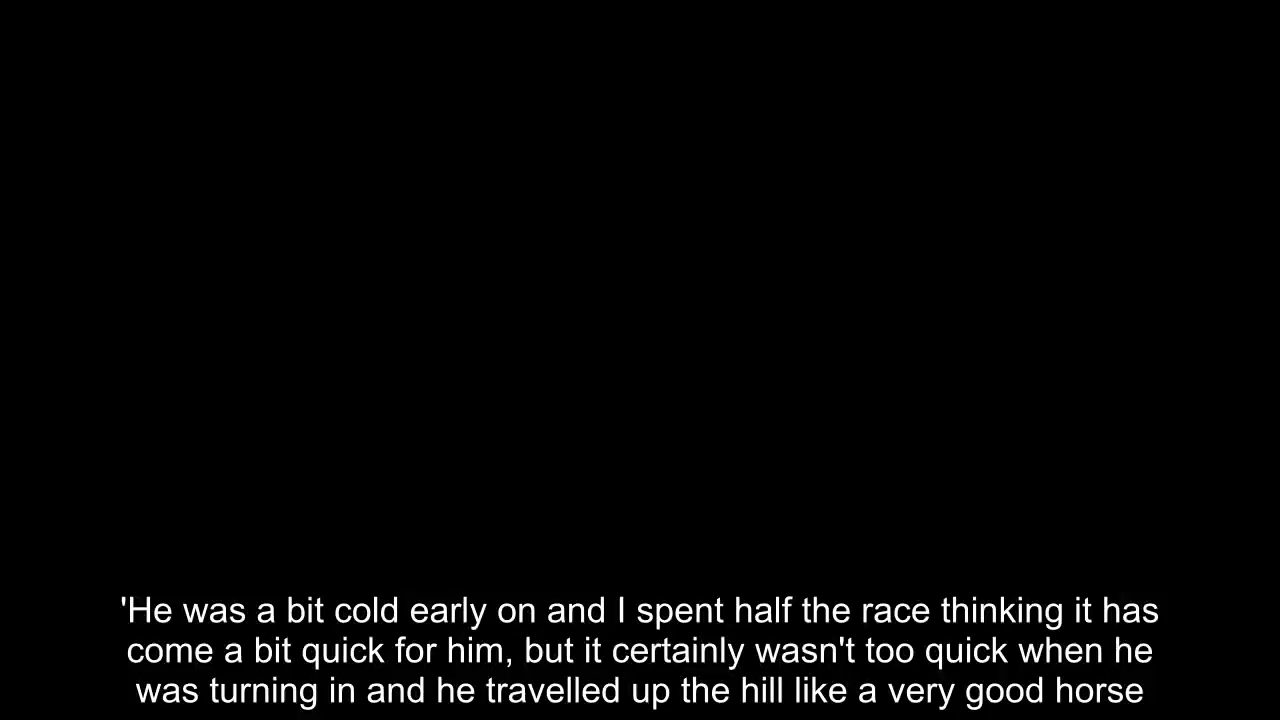 'He was a bit cold early on and I spent half the race thinking it has
come a bit quick for him, but it certainly wasn't too quick when he
was turning in and he travelled up the hill like a very good horse